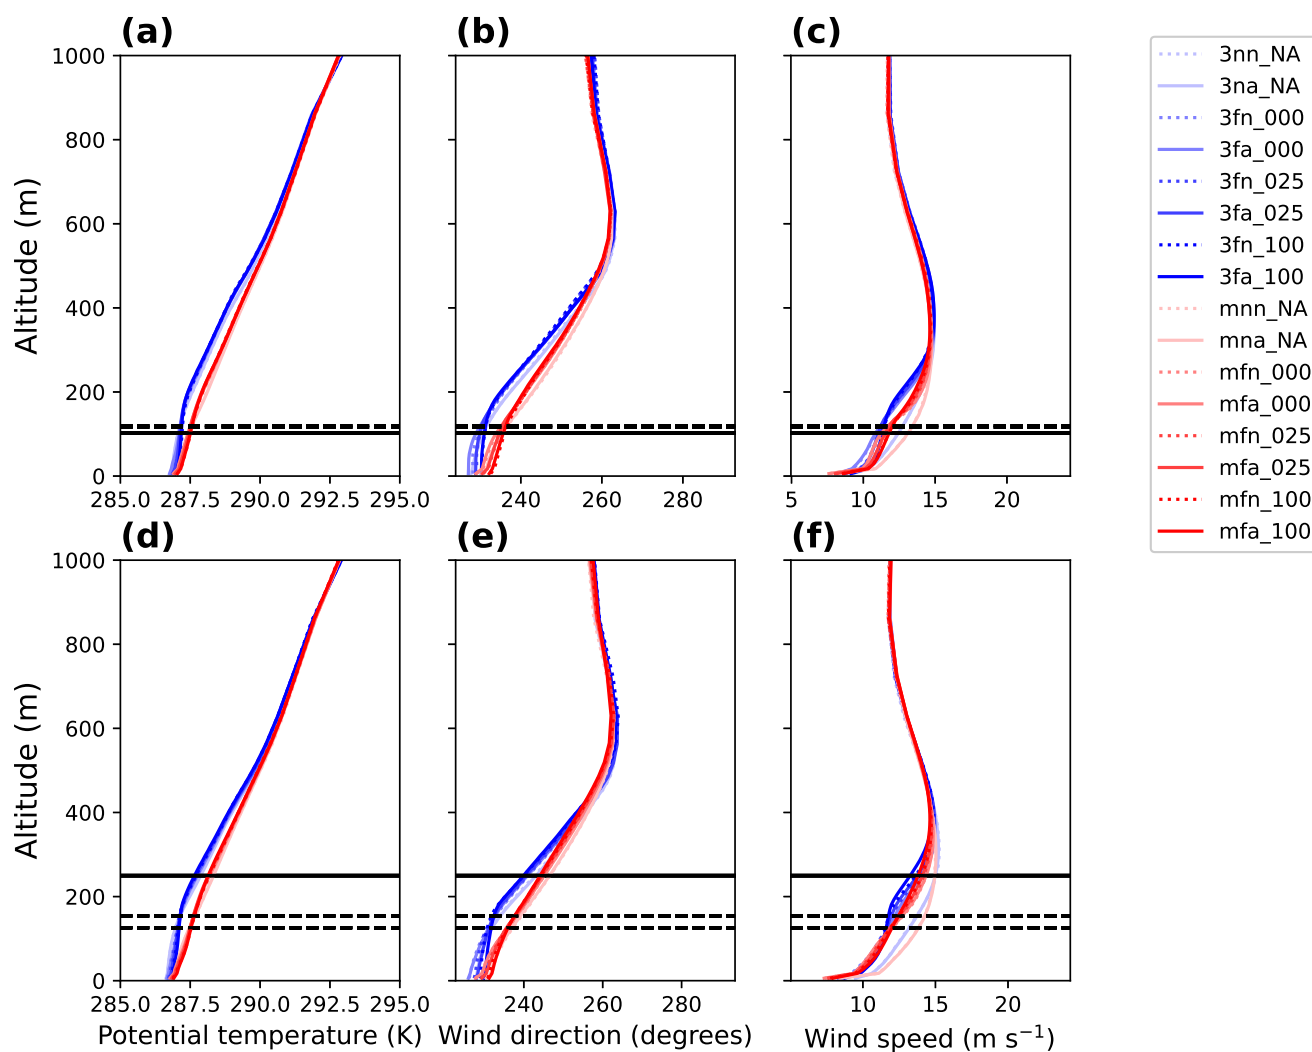 (a) (b) (c)
1000
800
600
400
200
0
Altitude (m)
285.0 287.5 290.0 292.5 295.0
240 260 280
5 10 15 20
3nn_NA
3na_NA
3fn_000
3fa_000
3fn_025
3fa_025
3fn_100
3fa_100
mnn_NA
mna_NA
mfn_000
mfa_000
mfn_025
mfa_025
mfn_100
mfa_100
(d) (e) (f)
1000
800
600
400
200
0
Altitude (m)
285.0 287.5 290.0 292.5 295.0
240 260 280
10 15 20
Potential temperature (K) Wind direction (degrees) Wind speed (m s⁻¹)